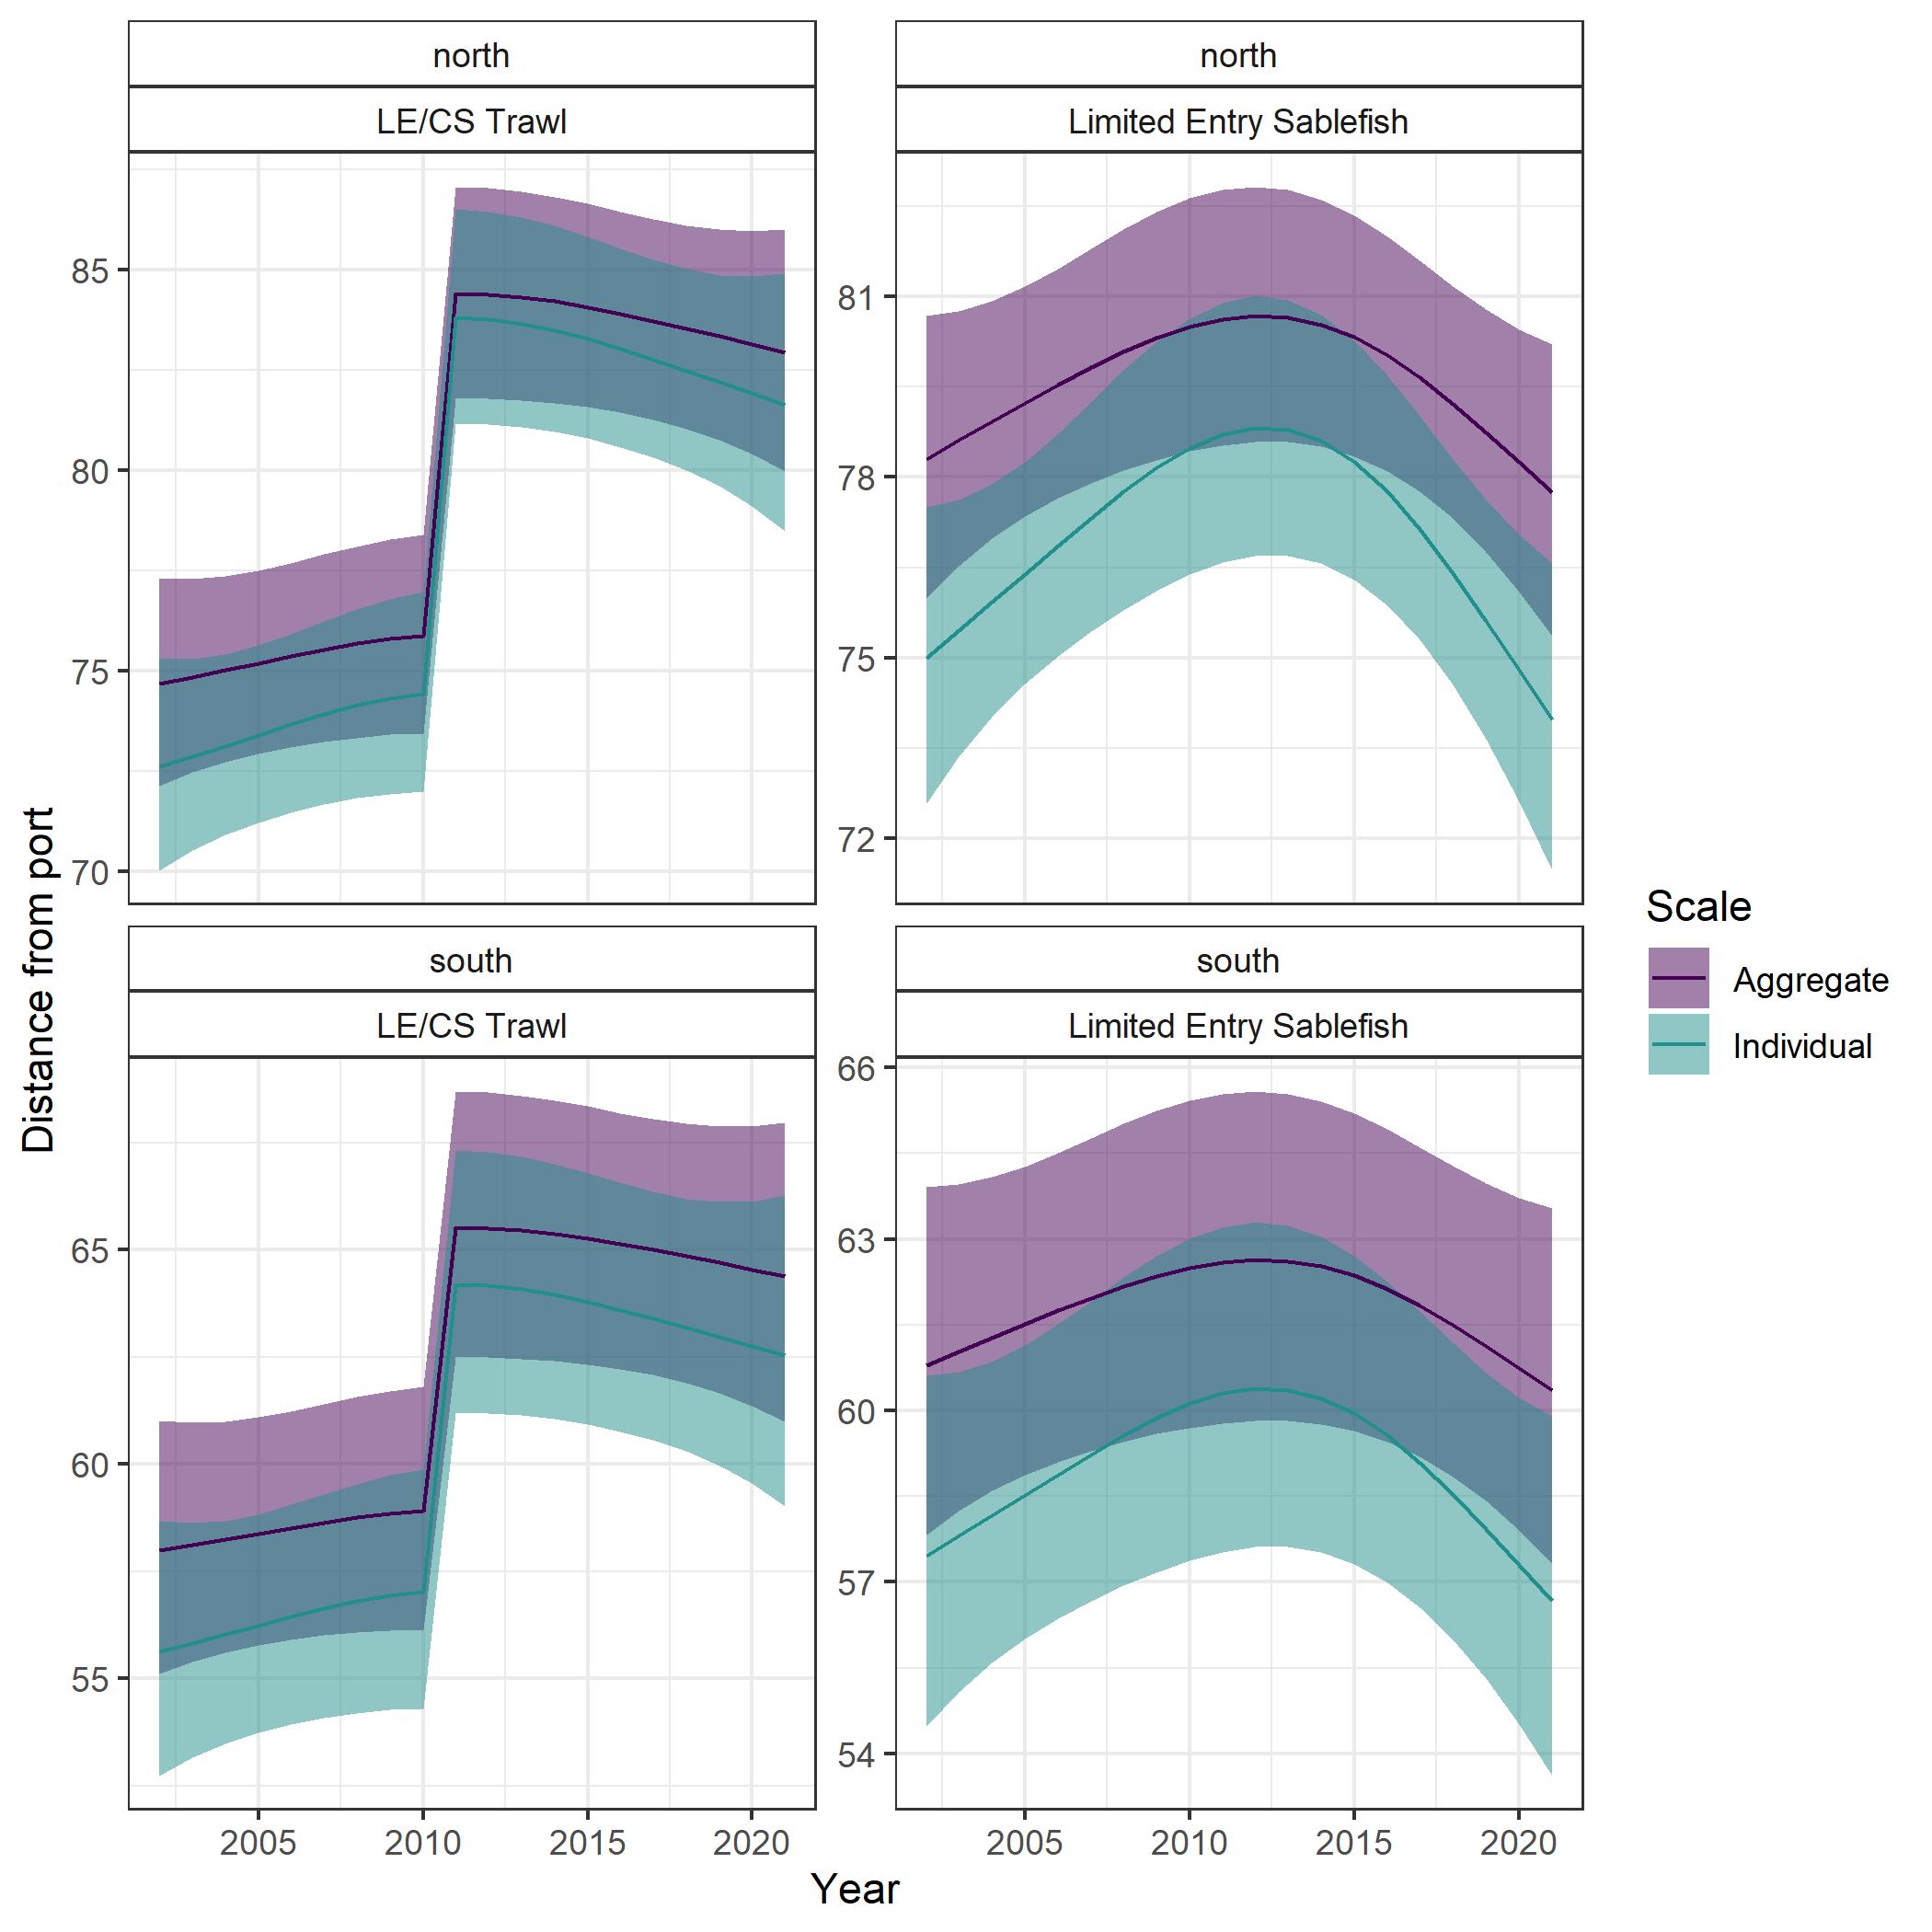 north
LE/CS Trawl
85
80
75
70
north
Limited Entry Sablefish
81
78
75
72
south
LE/CS Trawl
65
60
55
2005 2010 2015 2020
south
Limited Entry Sablefish
66
63
60
57
54
2005 2010 2015 2020
Distance from port
Year
Scale
Aggregate
Individual